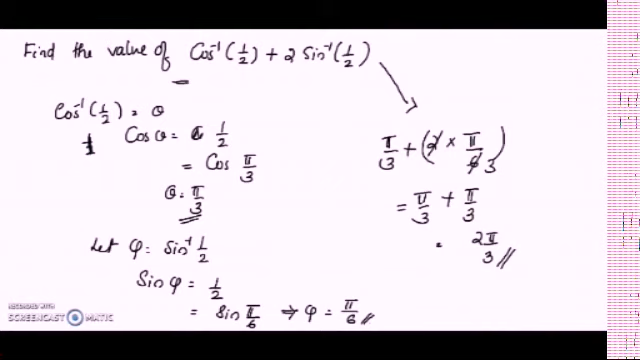 Find the value of Cos⁻¹(1/2) + 2 Sin⁻¹(1/2)
Cos⁻¹(1/2) = θ
Cos θ = 1/2
= Cos π/3
θ = π/3
Let φ = Sin⁻¹ 1/2
Sin φ = 1/2
= Sin π/6 ⇒ φ = π/6
π/3 + (2 × π/6 3)
= π/3 + π/3
= 2π/3
RECORDED WITH
SCREENCAST MATIC